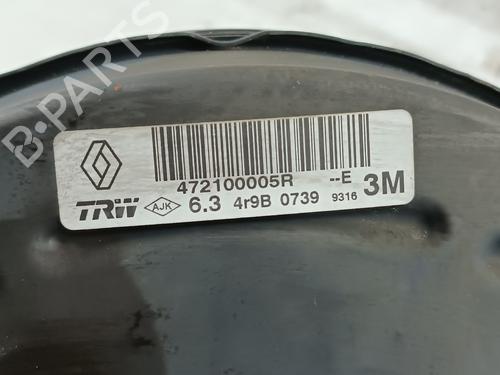 B-PARTS
472100005R --E 3M
TRW AJK 6.3 4r9B 0739 9316